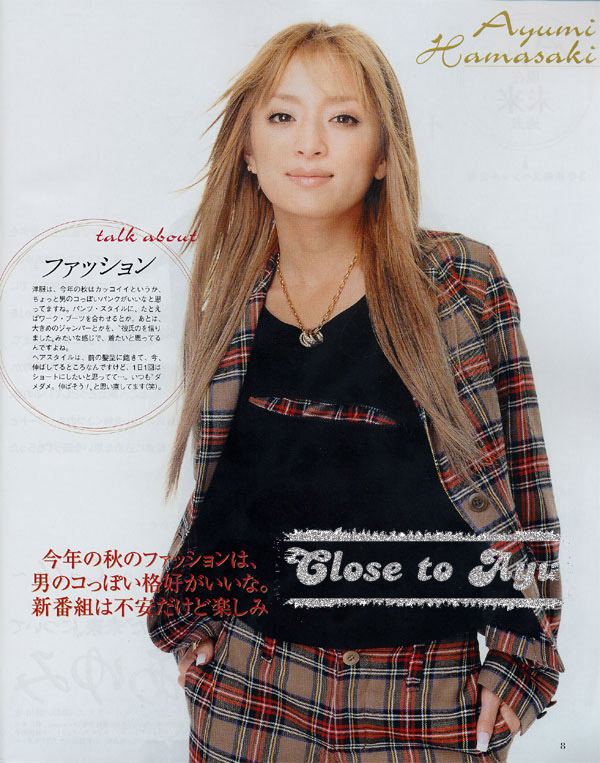 Ayumi
Hamasaki
talk about
ファッション
洋服は、今年の秋はカッコイイというか、
ちょっと男のコっぽいパンクがいいなと思
ってますね。パンツ・スタイルに、たとえ
ばワーク・ブーツを合わせるとか。あとは、
大きめのジャンパーとかを、“彼氏のを借り
ました”みたいな感じで、着たいと思ってる
んですよね。
ヘアスタイルは、前の髪型に飽きて、今、
伸ばしてるところなんですけど、1日1回は
ショートにしたいと思ってて…。いつも“ダ
メダメ、伸ばそう！”と思い直してます(笑)。
今年の秋のファッションは、
男のコっぽい格好がいいな。
新番組は不安だけど楽しみ
Close to Ayu
8